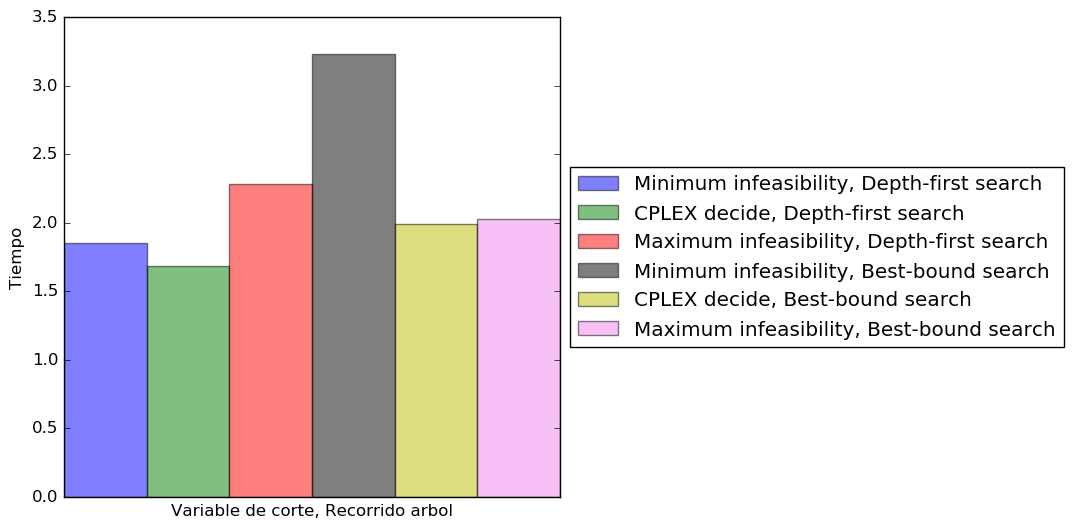 3.5
3.0
2.5
2.0
1.5
1.0
0.5
0.0
Tiempo
Variable de corte, Recorrido arbol
Minimum infeasibility, Depth-first search
CPLEX decide, Depth-first search
Maximum infeasibility, Depth-first search
Minimum infeasibility, Best-bound search
CPLEX decide, Best-bound search
Maximum infeasibility, Best-bound search